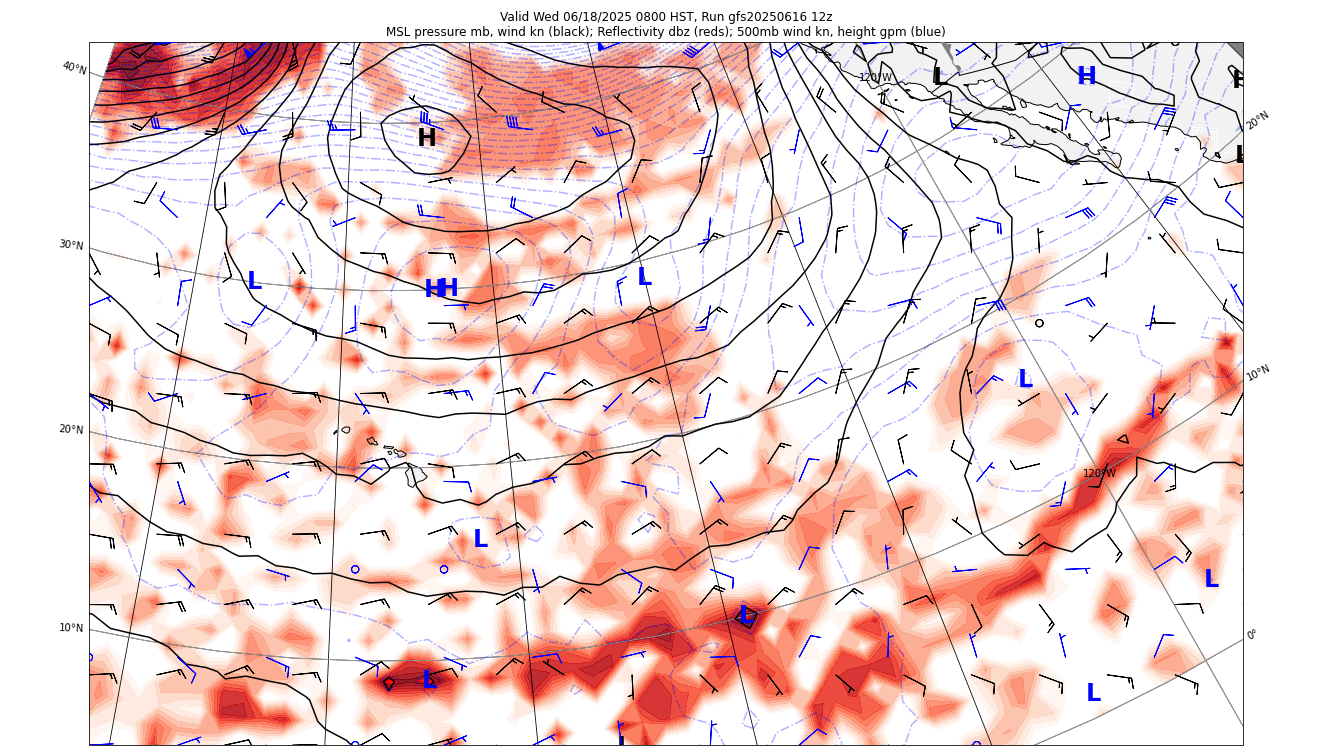 Valid Wed 06/18/2025 0800 HST, Run gfs20250616 12z
MSL pressure mb, wind kn (black); Reflectivity dbz (reds); 500mb wind kn, height gpm (blue)
40°N
120°W
L
H
H
20°N
H
L
30°N
L
HH
L
10°N
L
20°N
120°W
L
L
10°N
L
0°
L
L
L